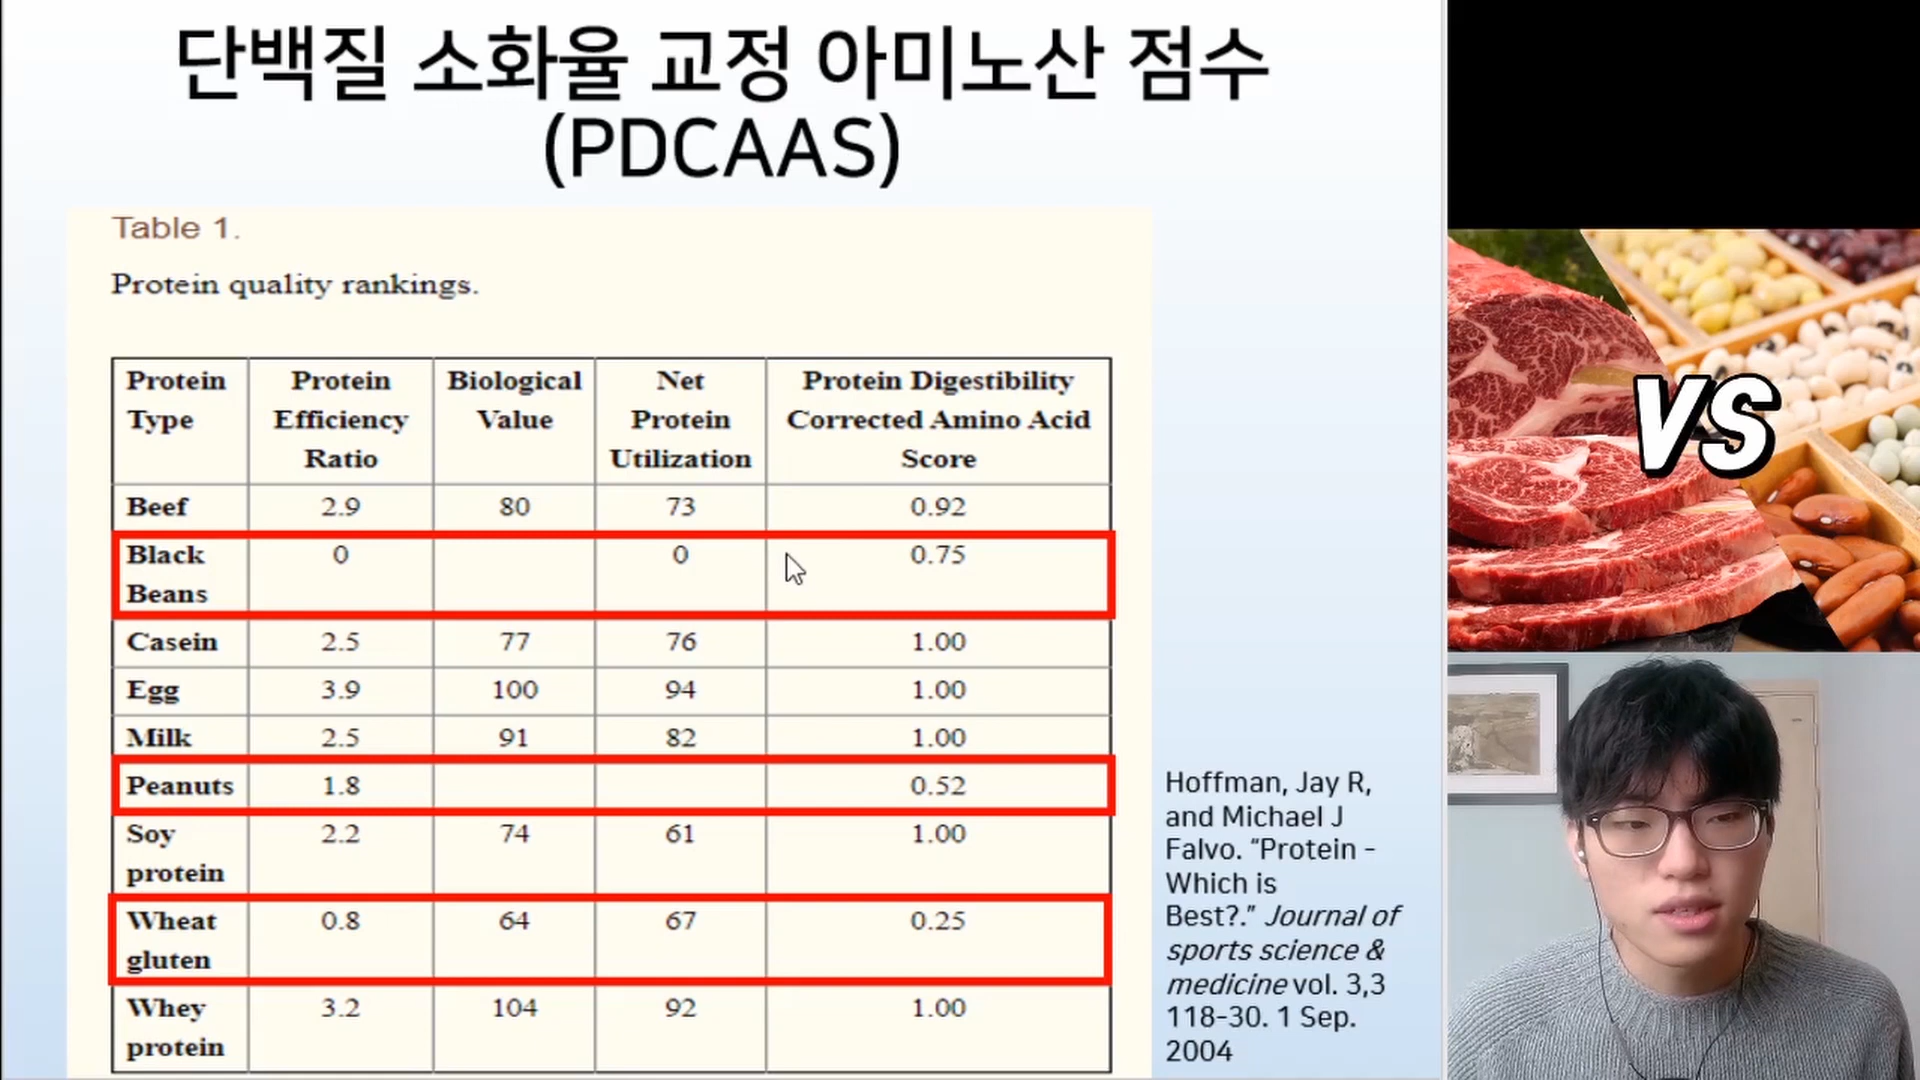 단백질 소화율 교정 아미노산 점수
(PDCAAS)
Table 1.
Protein quality rankings.
Protein Type | Protein Efficiency Ratio | Biological Value | Net Protein Utilization | Protein Digestibility Corrected Amino Acid Score
Beef 2.9 80 73 0.92
Black Beans 0 0 0.75
Casein 2.5 77 76 1.00
Egg 3.9 100 94 1.00
Milk 2.5 91 82 1.00
Peanuts 1.8 0.52
Soy protein 2.2 74 61 1.00
Wheat gluten 0.8 64 67 0.25
Whey protein 3.2 104 92 1.00
Hoffman, Jay R,
and Michael J
Falvo. “Protein -
Which is
Best?.” Journal of
sports science &
medicine vol. 3,3
118-30. 1 Sep.
2004
VS